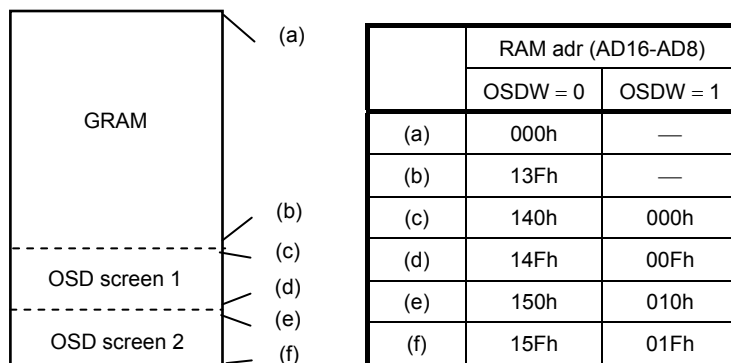 (a)
GRAM
(b)
(c)
OSD screen 1
(d)
(e)
OSD screen 2
(f)
RAM adr (AD16-AD8)
OSDW = 0 OSDW = 1
(a) 000h —
(b) 13Fh —
(c) 140h 000h
(d) 14Fh 00Fh
(e) 150h 010h
(f) 15Fh 01Fh